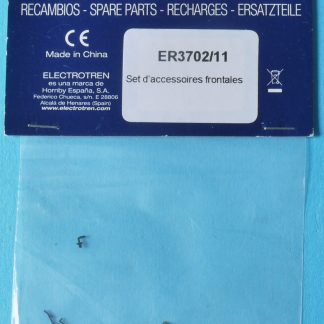 RECAMBIOS - SPARE PARTS - RECHARGES - ERSATZTEILE
CE
Made in China
ER3702/11
Set d'accessoires frontales
ELECTROTREN
es una marca de
Hornby España, S.A.
Federico Chueca, s/n. E 28806
Alcalá de Henares (Spain)
www.electrotren.com